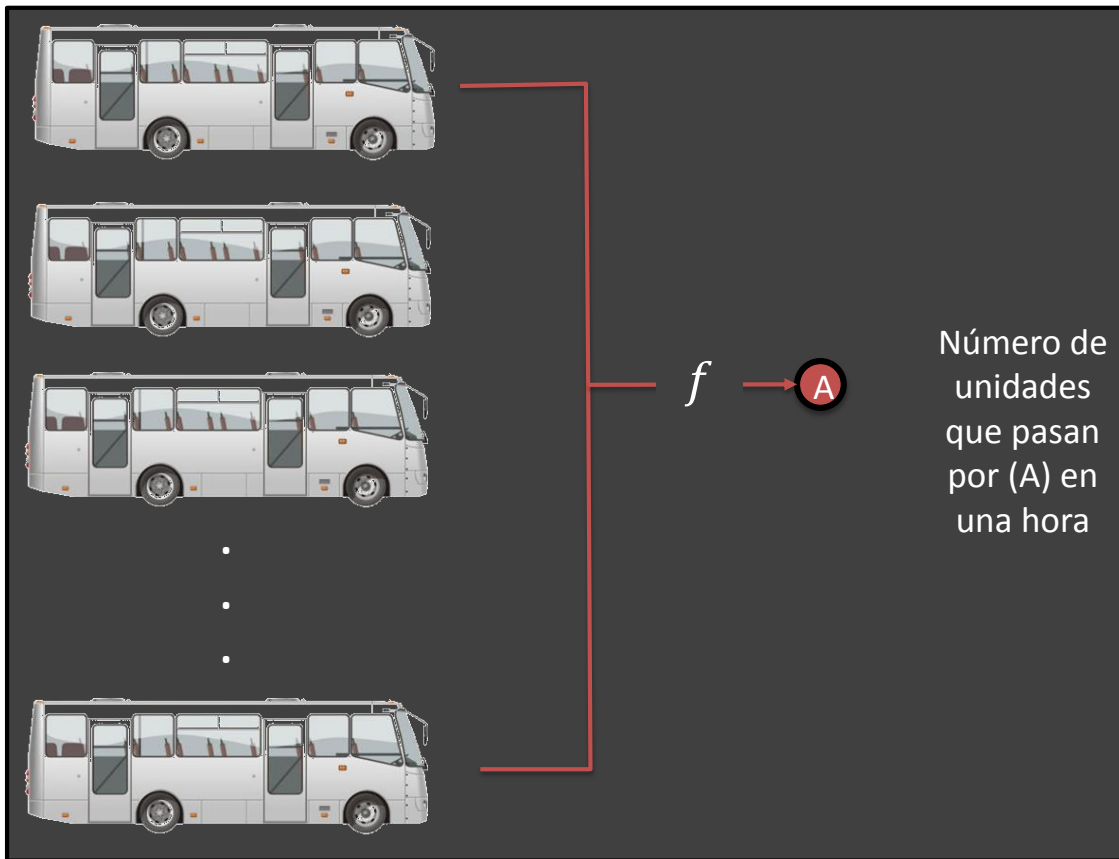 f
A
Número de
unidades
que pasan
por (A) en
una hora